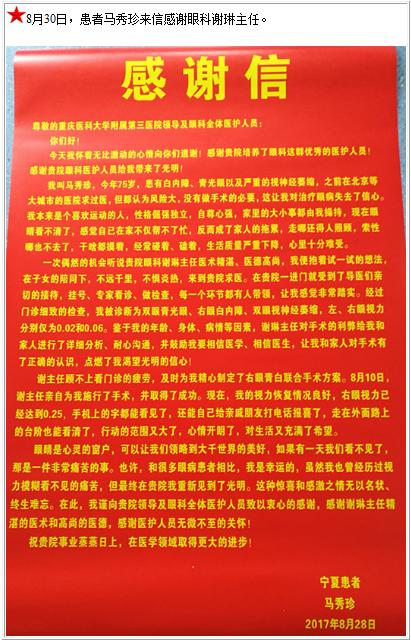 8月30日，患者马秀珍来信感谢眼科谢琳主任。
感谢信
尊敬的重庆医科大学附属第三医院领导及眼科全体医护人员：
你们好！
今天我怀着无比激动的心情向你们道谢！感谢贵院培养了眼科这群优秀的医护人员！
感谢贵院眼科医护人员给我带来了光明！
我叫马秀珍，今年75岁，患有白内障、青光眼以及严重的视神经萎缩，之前在北京等
大城市的医院求过医，但都认为风险大，没有做手术的必要，这让我对治疗眼病失去了信心。
我本来是个喜欢运动的人，性格倔强独立，自尊心强，家里的大小事都由我操持，现在眼
睛看不清了，感觉自己在家不仅帮不了忙，反而成了家人的拖累，走哪还得人照顾，索性
哪也不去了，干啥都摸着，经常碰着、磕着，生活质量严重下降，心里十分难受。
一次偶然的机会听说贵院眼科谢琳主任医术精湛、医德高尚，我便抱着试一试的想法，
在子女的陪同下，不远千里，不惧炎热，来到贵院求医。在贵院一进门就受到了导医们亲
切的接待，挂号、专家看诊、做检查，每一个环节都有人带领，让我感觉非常踏实。经过
门诊细致的检查，我被诊断为双眼青光眼、右眼白内障、双眼视神经萎缩，左、右眼视力
分别仅为0.02和0.06。鉴于我的年龄、身体、病情等因素，谢琳主任对手术的利弊给我和
家人进行了详细分析、耐心沟通，并鼓励我要相信医学、相信医生，让我和家人对手术有
了正确的认识，点燃了我渴望光明的信心！
谢主任顾不上看门诊的疲劳，及时为我精心制定了右眼青白联合手术方案。8月10日，
谢主任亲自为我施行了手术，并取得了成功。现在，我的视力恢复情况良好，右眼视力已
经达到0.25，手机上的字都能看见了，还能自己给亲戚朋友打电话报喜了，走在外面路上
的台阶也能看清了，行动的范围又大了，心情开朗了，对生活又充满了希望。
眼睛是心灵的窗户，可以让我们领略到大千世界的美好，如果有一天我们看不见了，
那是一件非常痛苦的事。也许，和很多眼病患者相比，我是幸运的，虽然我也曾经历过视
力模糊看不见的痛苦，但最终在贵院我重新见到了光明。这种惊喜和感激之情无以名状、
终生难忘。在此，我谨向贵院领导及眼科全体医护人员致以衷心的感谢，感谢谢琳主任精
湛的医术和高尚的医德，感谢医护人员无微不至的关怀！
祝贵院事业蒸蒸日上，在医学领域取得更大的进步！
宁夏患者
马秀珍
2017年8月28日